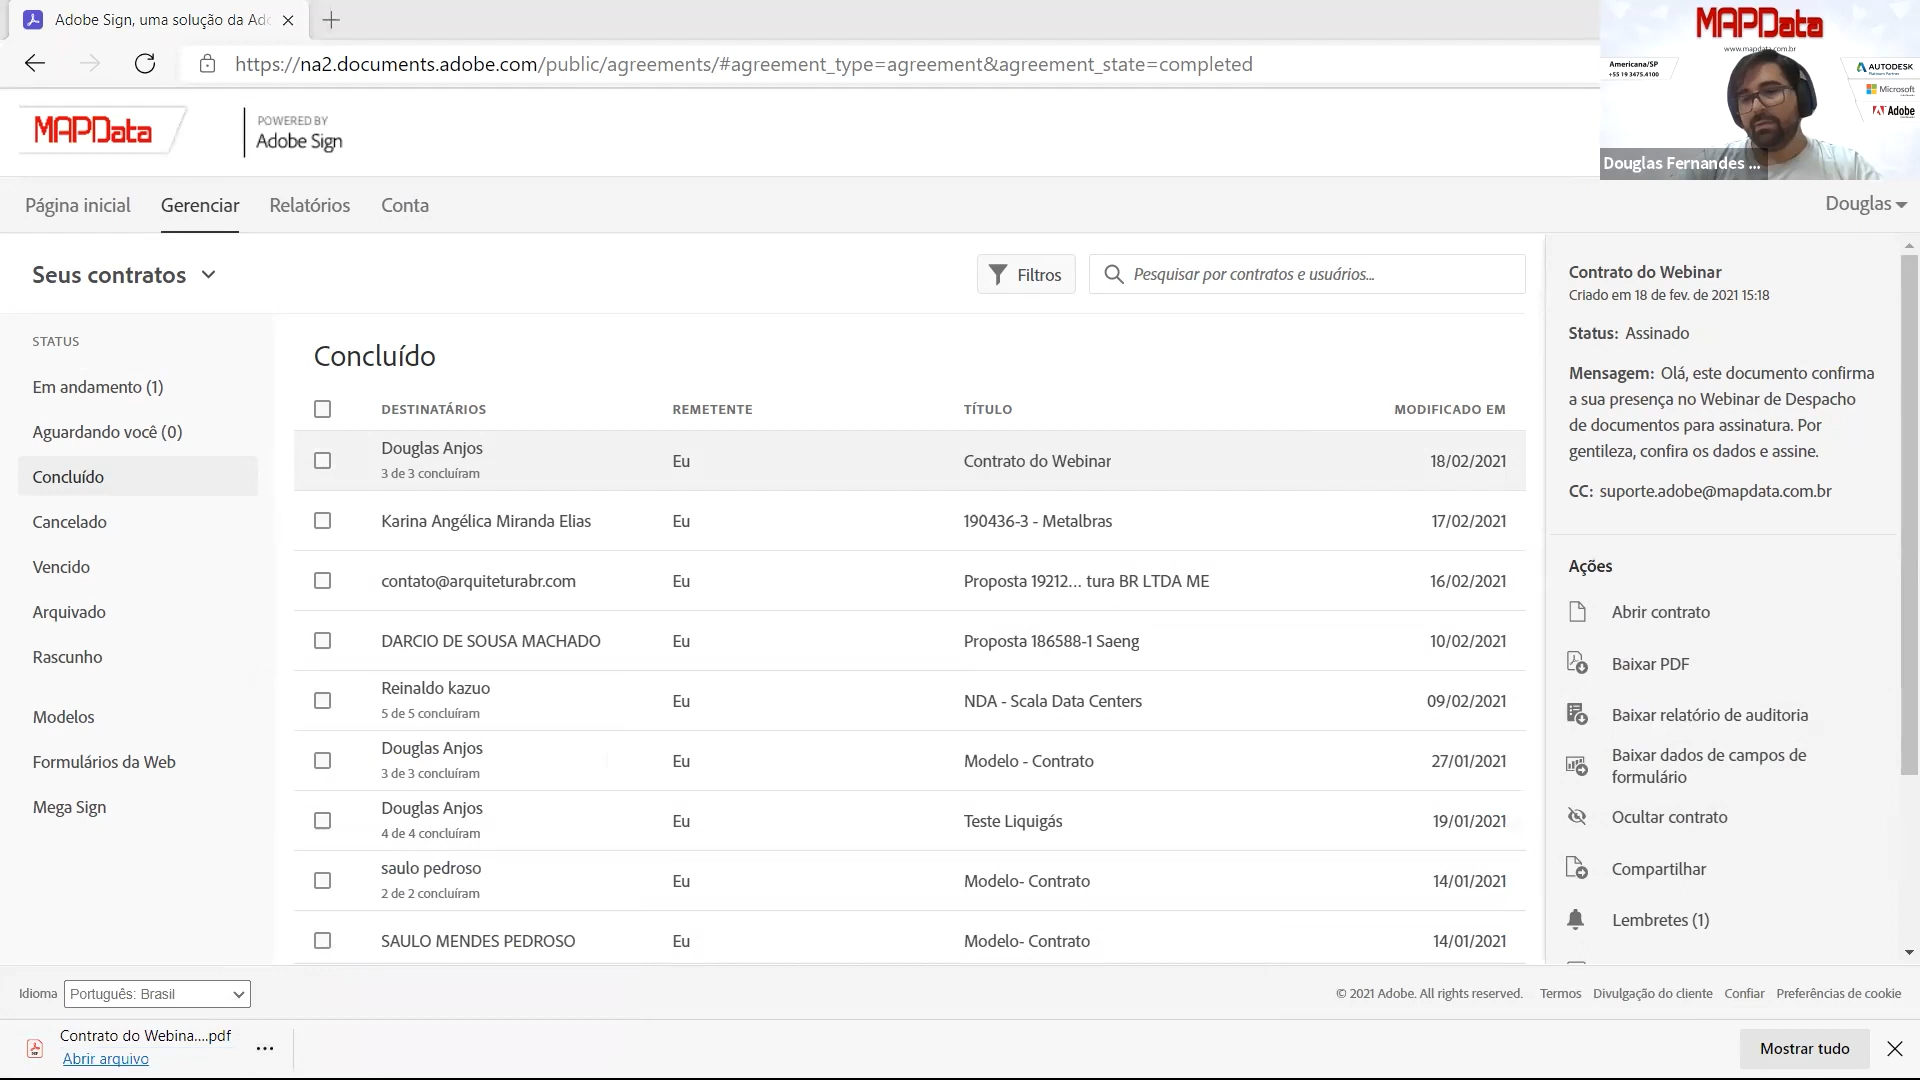 Adobe Sign, uma solução da Ado
https://na2.documents.adobe.com/public/agreements/#agreement_type=agreement&agreement_state=completed
MAPData
www.mapdata.com.br
Americana/SP
+55 19 3475.4100
AUTODESK
Microsoft
Adobe
Douglas Fernandes ...
MAPData
POWERED BY
Adobe Sign
Página inicial
Gerenciar
Relatórios
Conta
Douglas
Seus contratos
Filtros
Pesquisar por contratos e usuários...
STATUS
Em andamento (1)
Aguardando você (0)
Concluído
Cancelado
Vencido
Arquivado
Rascunho
Modelos
Formulários da Web
Mega Sign
Concluído
DESTINATÁRIOS REMETENTE TÍTULO MODIFICADO EM
Douglas Anjos
3 de 3 concluíram
Eu Contrato do Webinar 18/02/2021
Karina Angélica Miranda Elias Eu 190436-3 - Metalbras 17/02/2021
contato@arquiteturabr.com Eu Proposta 19212... tura BR LTDA ME 16/02/2021
DARCIO DE SOUSA MACHADO Eu Proposta 186588-1 Saeng 10/02/2021
Reinaldo kazuo
5 de 5 concluíram
Eu NDA - Scala Data Centers 09/02/2021
Douglas Anjos
3 de 3 concluíram
Eu Modelo - Contrato 27/01/2021
Douglas Anjos
4 de 4 concluíram
Eu Teste Liquigás 19/01/2021
saulo pedroso
2 de 2 concluíram
Eu Modelo- Contrato 14/01/2021
SAULO MENDES PEDROSO Eu Modelo- Contrato 14/01/2021
Contrato do Webinar
Criado em 18 de fev. de 2021 15:18
Status: Assinado
Mensagem: Olá, este documento confirma
a sua presença no Webinar de Despacho
de documentos para assinatura. Por
gentileza, confira os dados e assine.
CC: suporte.adobe@mapdata.com.br
Ações
Abrir contrato
Baixar PDF
Baixar relatório de auditoria
Baixar dados de campos de
formulário
Ocultar contrato
Compartilhar
Lembretes (1)
Idioma Português: Brasil
© 2021 Adobe. All rights reserved. Termos Divulgação do cliente Confiar Preferências de cookie
Contrato do Webina....pdf
Abrir arquivo
Mostrar tudo